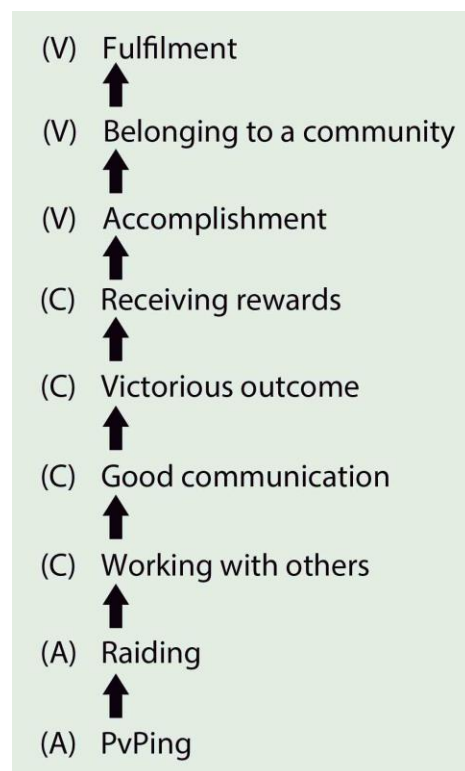 (V) Fulfilment
(V) Belonging to a community
(V) Accomplishment
(C) Receiving rewards
(C) Victorious outcome
(C) Good communication
(C) Working with others
(A) Raiding
(A) PvPing